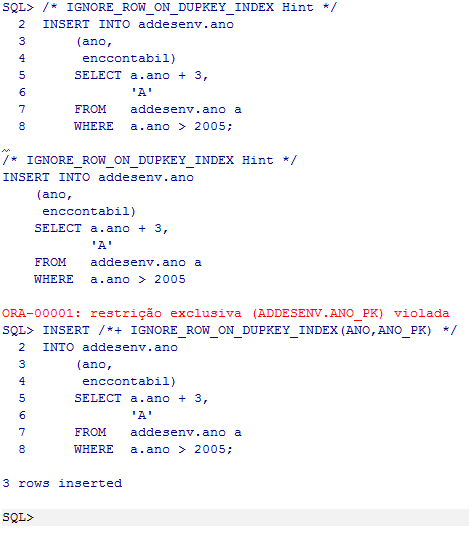 SQL> /* IGNORE_ROW_ON_DUPKEY_INDEX Hint */
  2  INSERT INTO addesenv.ano
  3      (ano,
  4       enccontabil)
  5      SELECT a.ano + 3,
  6             'A'
  7      FROM   addesenv.ano a
  8      WHERE  a.ano > 2005;
/* IGNORE_ROW_ON_DUPKEY_INDEX Hint */
INSERT INTO addesenv.ano
    (ano,
     enccontabil)
    SELECT a.ano + 3,
           'A'
    FROM   addesenv.ano a
    WHERE  a.ano > 2005
ORA-00001: restrição exclusiva (ADDESENV.ANO_PK) violada
SQL> INSERT /*+ IGNORE_ROW_ON_DUPKEY_INDEX(ANO,ANO_PK) */
  2  INTO addesenv.ano
  3      (ano,
  4       enccontabil)
  5      SELECT a.ano + 3,
  6             'A'
  7      FROM   addesenv.ano a
  8      WHERE  a.ano > 2005;
3 rows inserted
SQL>